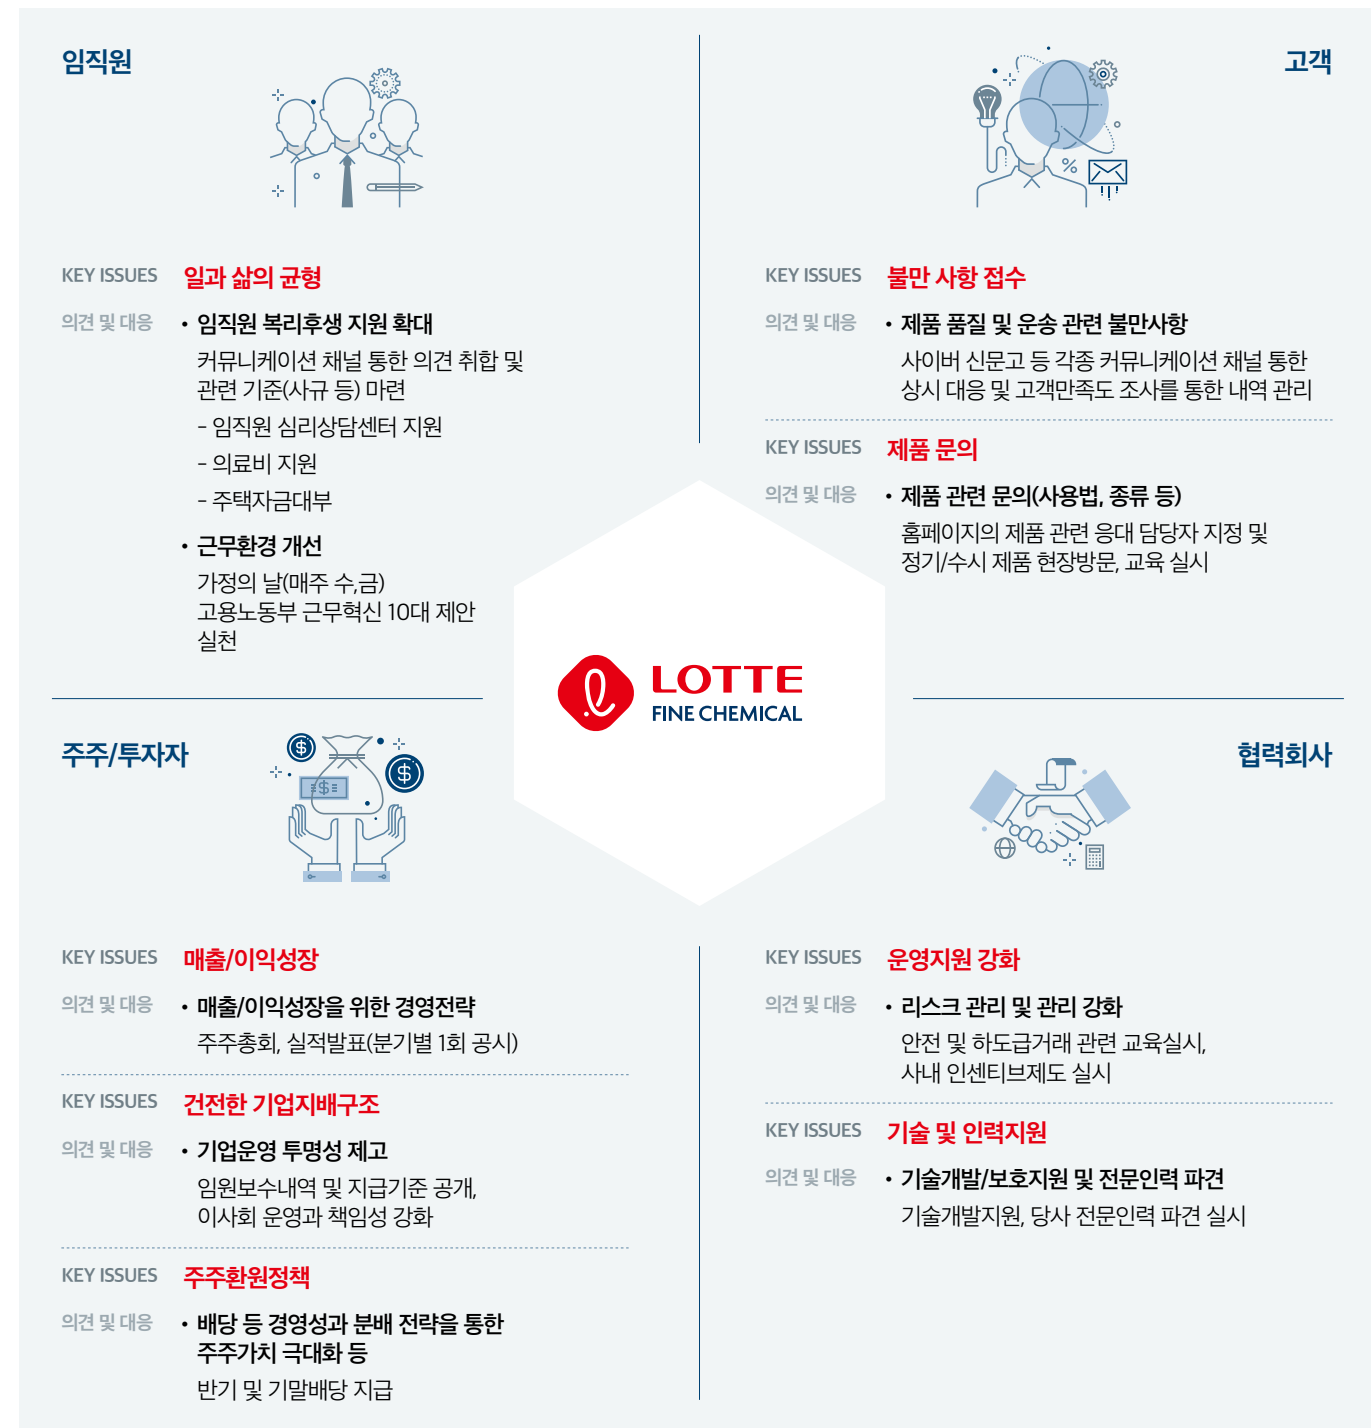 임직원
KEY ISSUES 일과 삶의 균형
의견 및 대응 • 임직원 복리후생 지원 확대
커뮤니케이션 채널 통한 의견 취합 및
관련 기준(사규 등) 마련
- 임직원 심리상담센터 지원
- 의료비 지원
- 주택자금대부
• 근무환경 개선
가정의 날(매주 수,금)
고용노동부 근무혁신 10대 제안
실천
고객
KEY ISSUES 불만 사항 접수
의견 및 대응 • 제품 품질 및 운송 관련 불만사항
사이버 신문고 등 각종 커뮤니케이션 채널 통한
상시 대응 및 고객만족도 조사를 통한 내역 관리
KEY ISSUES 제품 문의
의견 및 대응 • 제품 관련 문의(사용법, 종류 등)
홈페이지의 제품 관련 응대 담당자 지정 및
정기/수시 제품 현장방문, 교육 실시
LOTTE
FINE CHEMICAL
주주/투자자
KEY ISSUES 매출/이익성장
의견 및 대응 • 매출/이익성장을 위한 경영전략
주주총회, 실적발표(분기별 1회 공시)
KEY ISSUES 건전한 기업지배구조
의견 및 대응 • 기업운영 투명성 제고
임원보수내역 및 지급기준 공개,
이사회 운영과 책임성 강화
KEY ISSUES 주주환원정책
의견 및 대응 • 배당 등 경영성과 분배 전략을 통한
주주가치 극대화 등
반기 및 기말배당 지급
협력회사
KEY ISSUES 운영지원 강화
의견 및 대응 • 리스크 관리 및 관리 강화
안전 및 하도급거래 관련 교육실시,
사내 인센티브제도 실시
KEY ISSUES 기술 및 인력지원
의견 및 대응 • 기술개발/보호지원 및 전문인력 파견
기술개발지원, 당사 전문인력 파견 실시